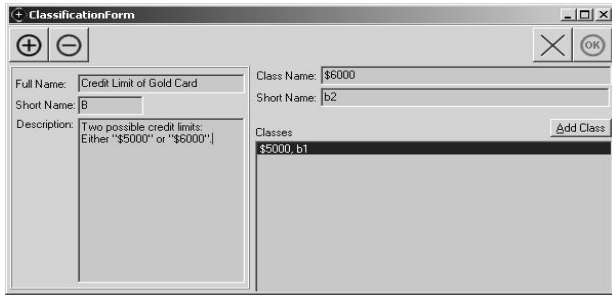 ClassificationForm
OK
Full Name: Credit Limit of Gold Card
Short Name: B
Description: Two possible credit limits:
Either "$5000" or "$6000".
Class Name: $6000
Short Name: b2
Classes
Add Class
$5000, b1